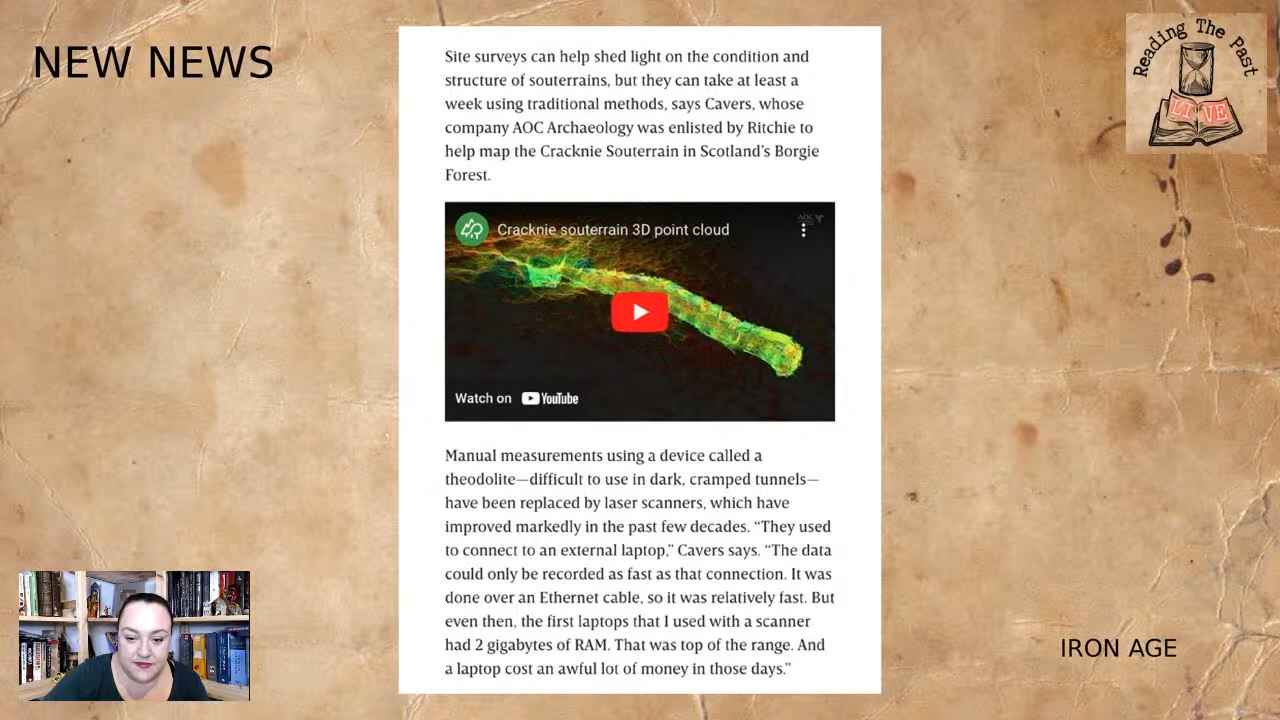 NEW NEWS
Reading The Past
LIVE
Site surveys can help shed light on the condition and
structure of souterrains, but they can take at least a
week using traditional methods, says Cavers, whose
company AOC Archaeology was enlisted by Ritchie to
help map the Cracknie Souterrain in Scotland's Borgie
Forest.
Cracknie souterrain 3D point cloud
AOC
Watch on YouTube
Manual measurements using a device called a
theodolite—difficult to use in dark, cramped tunnels—
have been replaced by laser scanners, which have
improved markedly in the past few decades. “They used
to connect to an external laptop,” Cavers says. “The data
could only be recorded as fast as that connection. It was
done over an Ethernet cable, so it was relatively fast. But
even then, the first laptops that I used with a scanner
had 2 gigabytes of RAM. That was top of the range. And
a laptop cost an awful lot of money in those days.”
IRON AGE